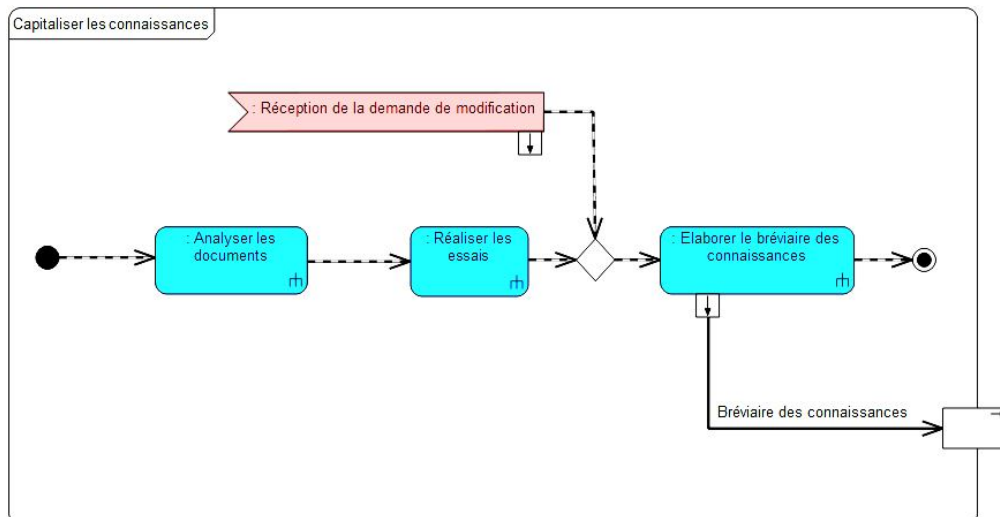 Capitaliser les connaissances
: Réception de la demande de modification
: Analyser les
documents
: Réaliser les
essais
: Elaborer le bréviaire des
connaissances
Bréviaire des connaissances